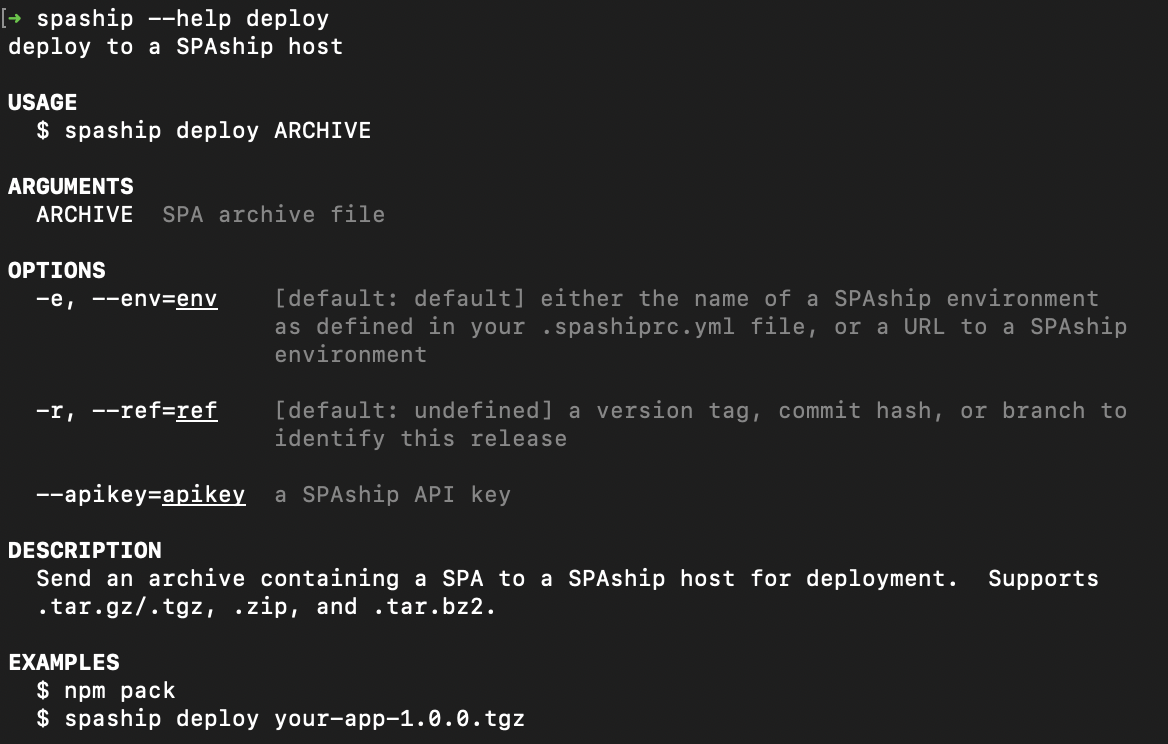 [➜ spaship --help deploy
deploy to a SPAship host
USAGE
$ spaship deploy ARCHIVE
ARGUMENTS
ARCHIVE  SPA archive file
OPTIONS
-e, --env=env    [default: default] either the name of a SPAship environment
as defined in your .spashiprc.yml file, or a URL to a SPAship
environment
-r, --ref=ref    [default: undefined] a version tag, commit hash, or branch to
identify this release
--apikey=apikey  a SPAship API key
DESCRIPTION
Send an archive containing a SPA to a SPAship host for deployment.  Supports
.tar.gz/.tgz, .zip, and .tar.bz2.
EXAMPLES
$ npm pack
$ spaship deploy your-app-1.0.0.tgz